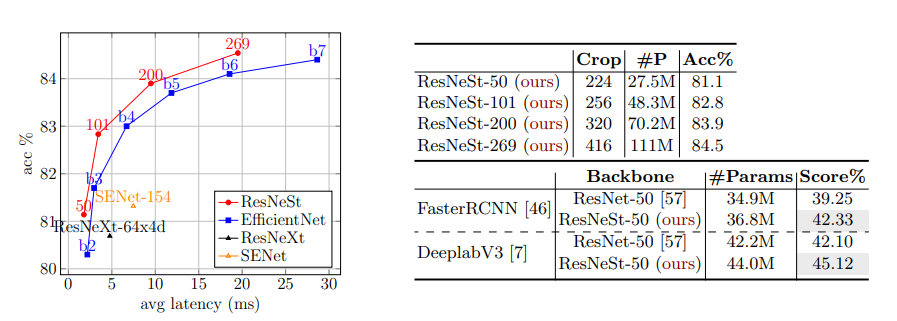 269
b7
84
200
b6
b5
b4
83
101
acc %
82
b3
SENet-154
50
81
ResNeXt-64x4d
b2
80
ResNeSt
EfficientNet
ResNeXt
SENet
0 5 10 15 20 25 30
avg latency (ms)
Crop #P Acc%
ResNeSt-50 (ours) 224 27.5M 81.1
ResNeSt-101 (ours) 256 48.3M 82.8
ResNeSt-200 (ours) 320 70.2M 83.9
ResNeSt-269 (ours) 416 111M 84.5
Backbone #Params Score%
FasterRCNN [46]
ResNet-50 [57] 34.9M 39.25
ResNeSt-50 (ours) 36.8M 42.33
DeeplabV3 [7]
ResNet-50 [57] 42.2M 42.10
ResNeSt-50 (ours) 44.0M 45.12